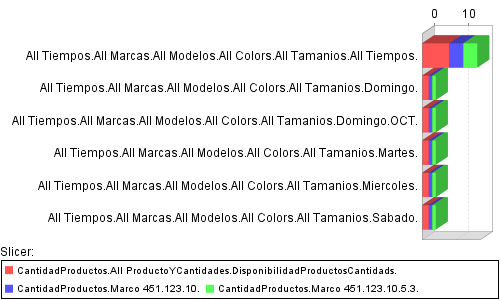 0 10
All Tiempos.All Marcas.All Modelos.All Colors.All Tamanios.All Tiempos.
All Tiempos.All Marcas.All Modelos.All Colors.All Tamanios.Domingo.
All Tiempos.All Marcas.All Modelos.All Colors.All Tamanios.Domingo.OCT.
All Tiempos.All Marcas.All Modelos.All Colors.All Tamanios.Martes.
All Tiempos.All Marcas.All Modelos.All Colors.All Tamanios.Miercoles.
All Tiempos.All Marcas.All Modelos.All Colors.All Tamanios.Sabado.
Slicer:
CantidadProductos.All ProductoYCantidades.DisponibilidadProductosCantidads.
CantidadProductos.Marco 451.123.10. CantidadProductos.Marco 451.123.10.5.3.